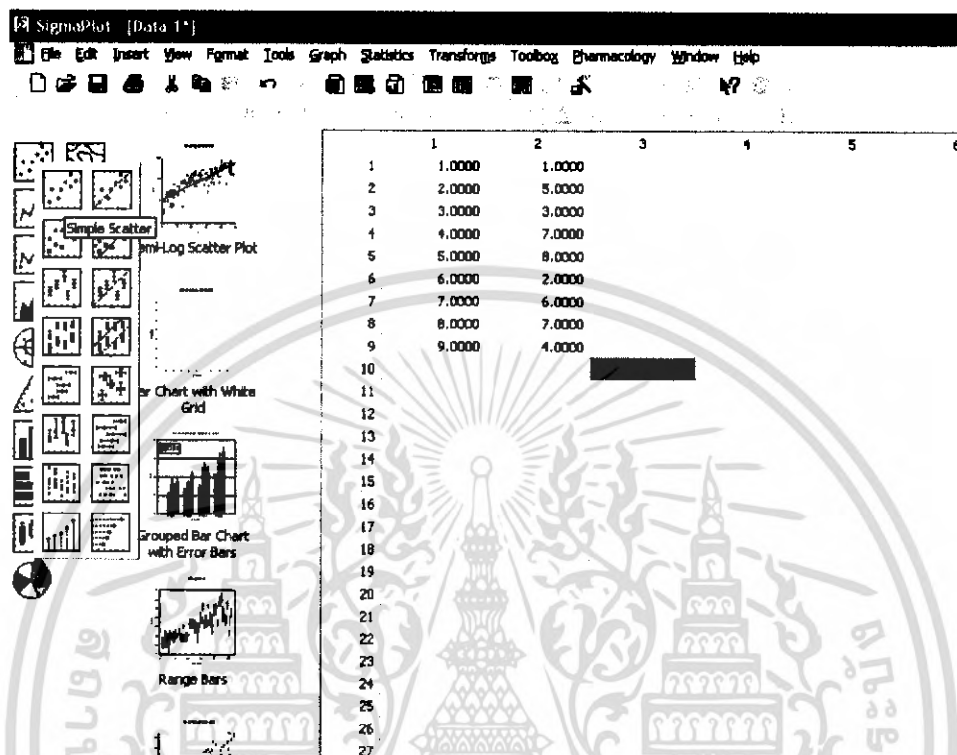 SigmaPlot [Data 1*]
File Edit Insert View Format Tools Graph Statistics Transforms Toolbox Pharmacology Window Help
1 2 3 4 5 6
1 1.0000 1.0000
2 2.0000 5.0000
3 3.0000 3.0000
4 4.0000 7.0000
5 5.0000 8.0000
6 6.0000 2.0000
7 7.0000 6.0000
8 8.0000 7.0000
9 9.0000 4.0000
10
11
12
13
14
15
16
17
18
19
20
21
22
23
24
25
26
27
Simple Scatter
emi-Log Scatter Plot
ar Chart with White
Grid
Grouped Bar Chart
with Error Bars
Range Bars